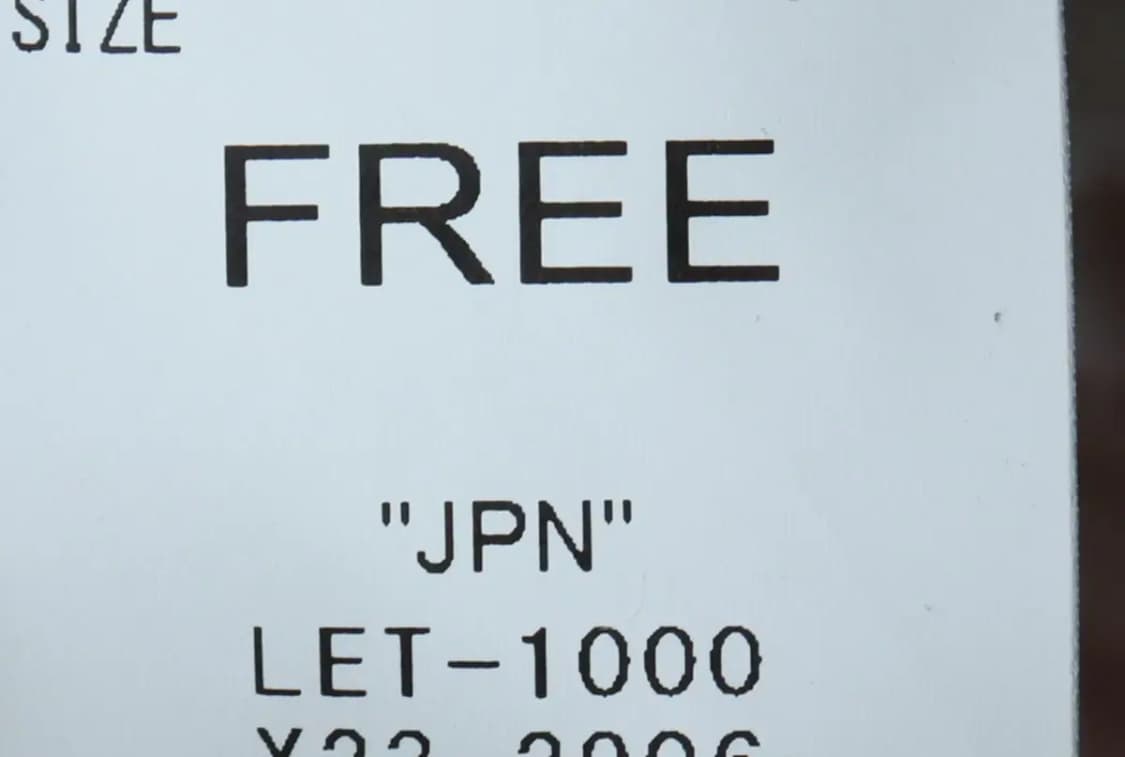 SIZE
FREE
"JPN"
LET-1000